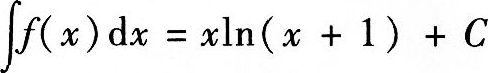 ∫f(x)dx = xln(x + 1) + C